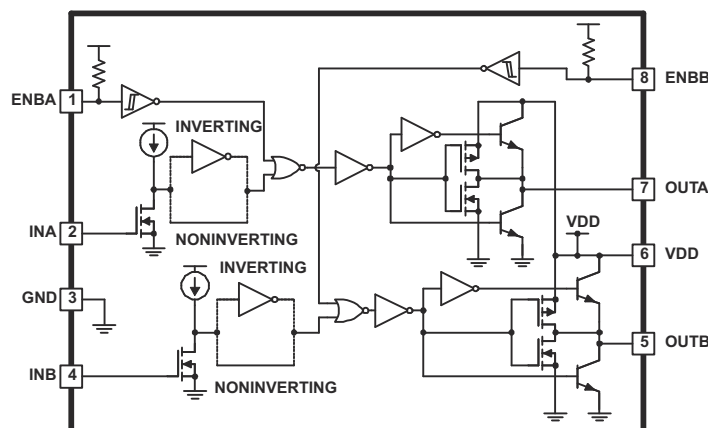 ENBA 1
8 ENBB
INVERTING
7 OUTA
INA 2
NONINVERTING
VDD
6 VDD
INVERTING
GND 3
5 OUTB
INB 4
NONINVERTING